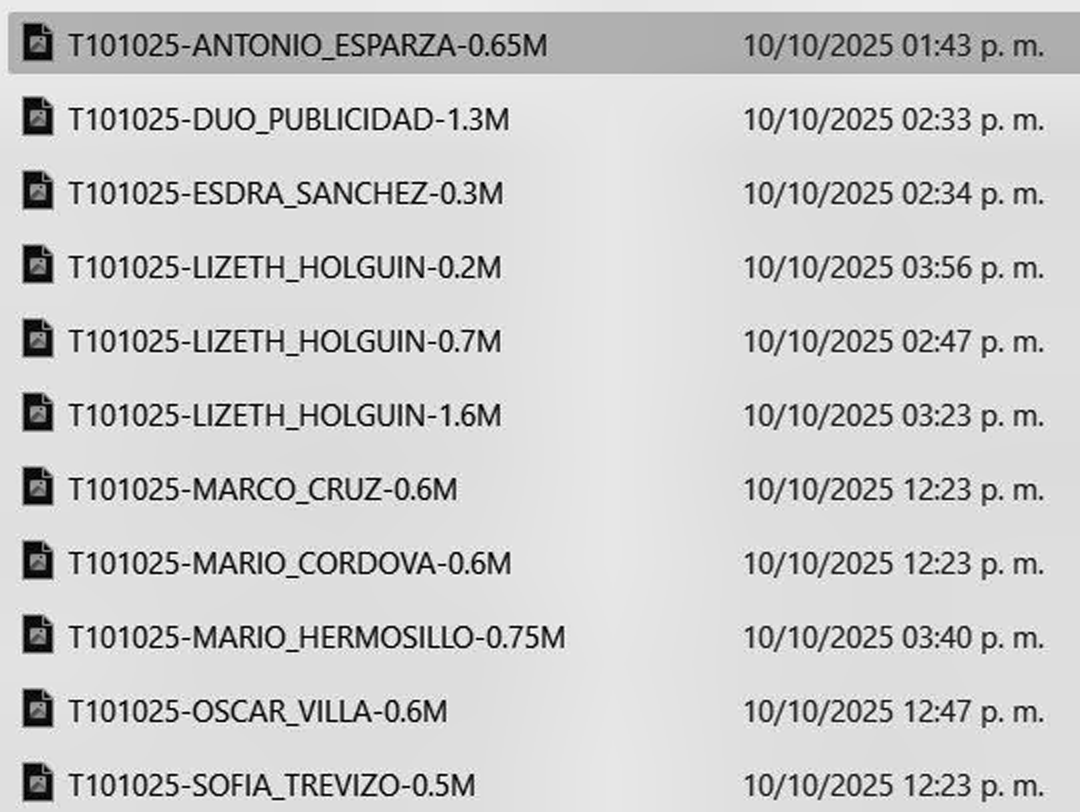 T101025-ANTONIO_ESPARZA-0.65M 10/10/2025 01:43 p. m.
T101025-DUO_PUBLICIDAD-1.3M 10/10/2025 02:33 p. m.
T101025-ESDRA_SANCHEZ-0.3M 10/10/2025 02:34 p. m.
T101025-LIZETH_HOLGUIN-0.2M 10/10/2025 03:56 p. m.
T101025-LIZETH_HOLGUIN-0.7M 10/10/2025 02:47 p. m.
T101025-LIZETH_HOLGUIN-1.6M 10/10/2025 03:23 p. m.
T101025-MARCO_CRUZ-0.6M 10/10/2025 12:23 p. m.
T101025-MARIO_CORDOVA-0.6M 10/10/2025 12:23 p. m.
T101025-MARIO_HERMOSILLO-0.75M 10/10/2025 03:40 p. m.
T101025-OSCAR_VILLA-0.6M 10/10/2025 12:47 p. m.
T101025-SOFIA_TREVIZO-0.5M 10/10/2025 12:23 p. m.